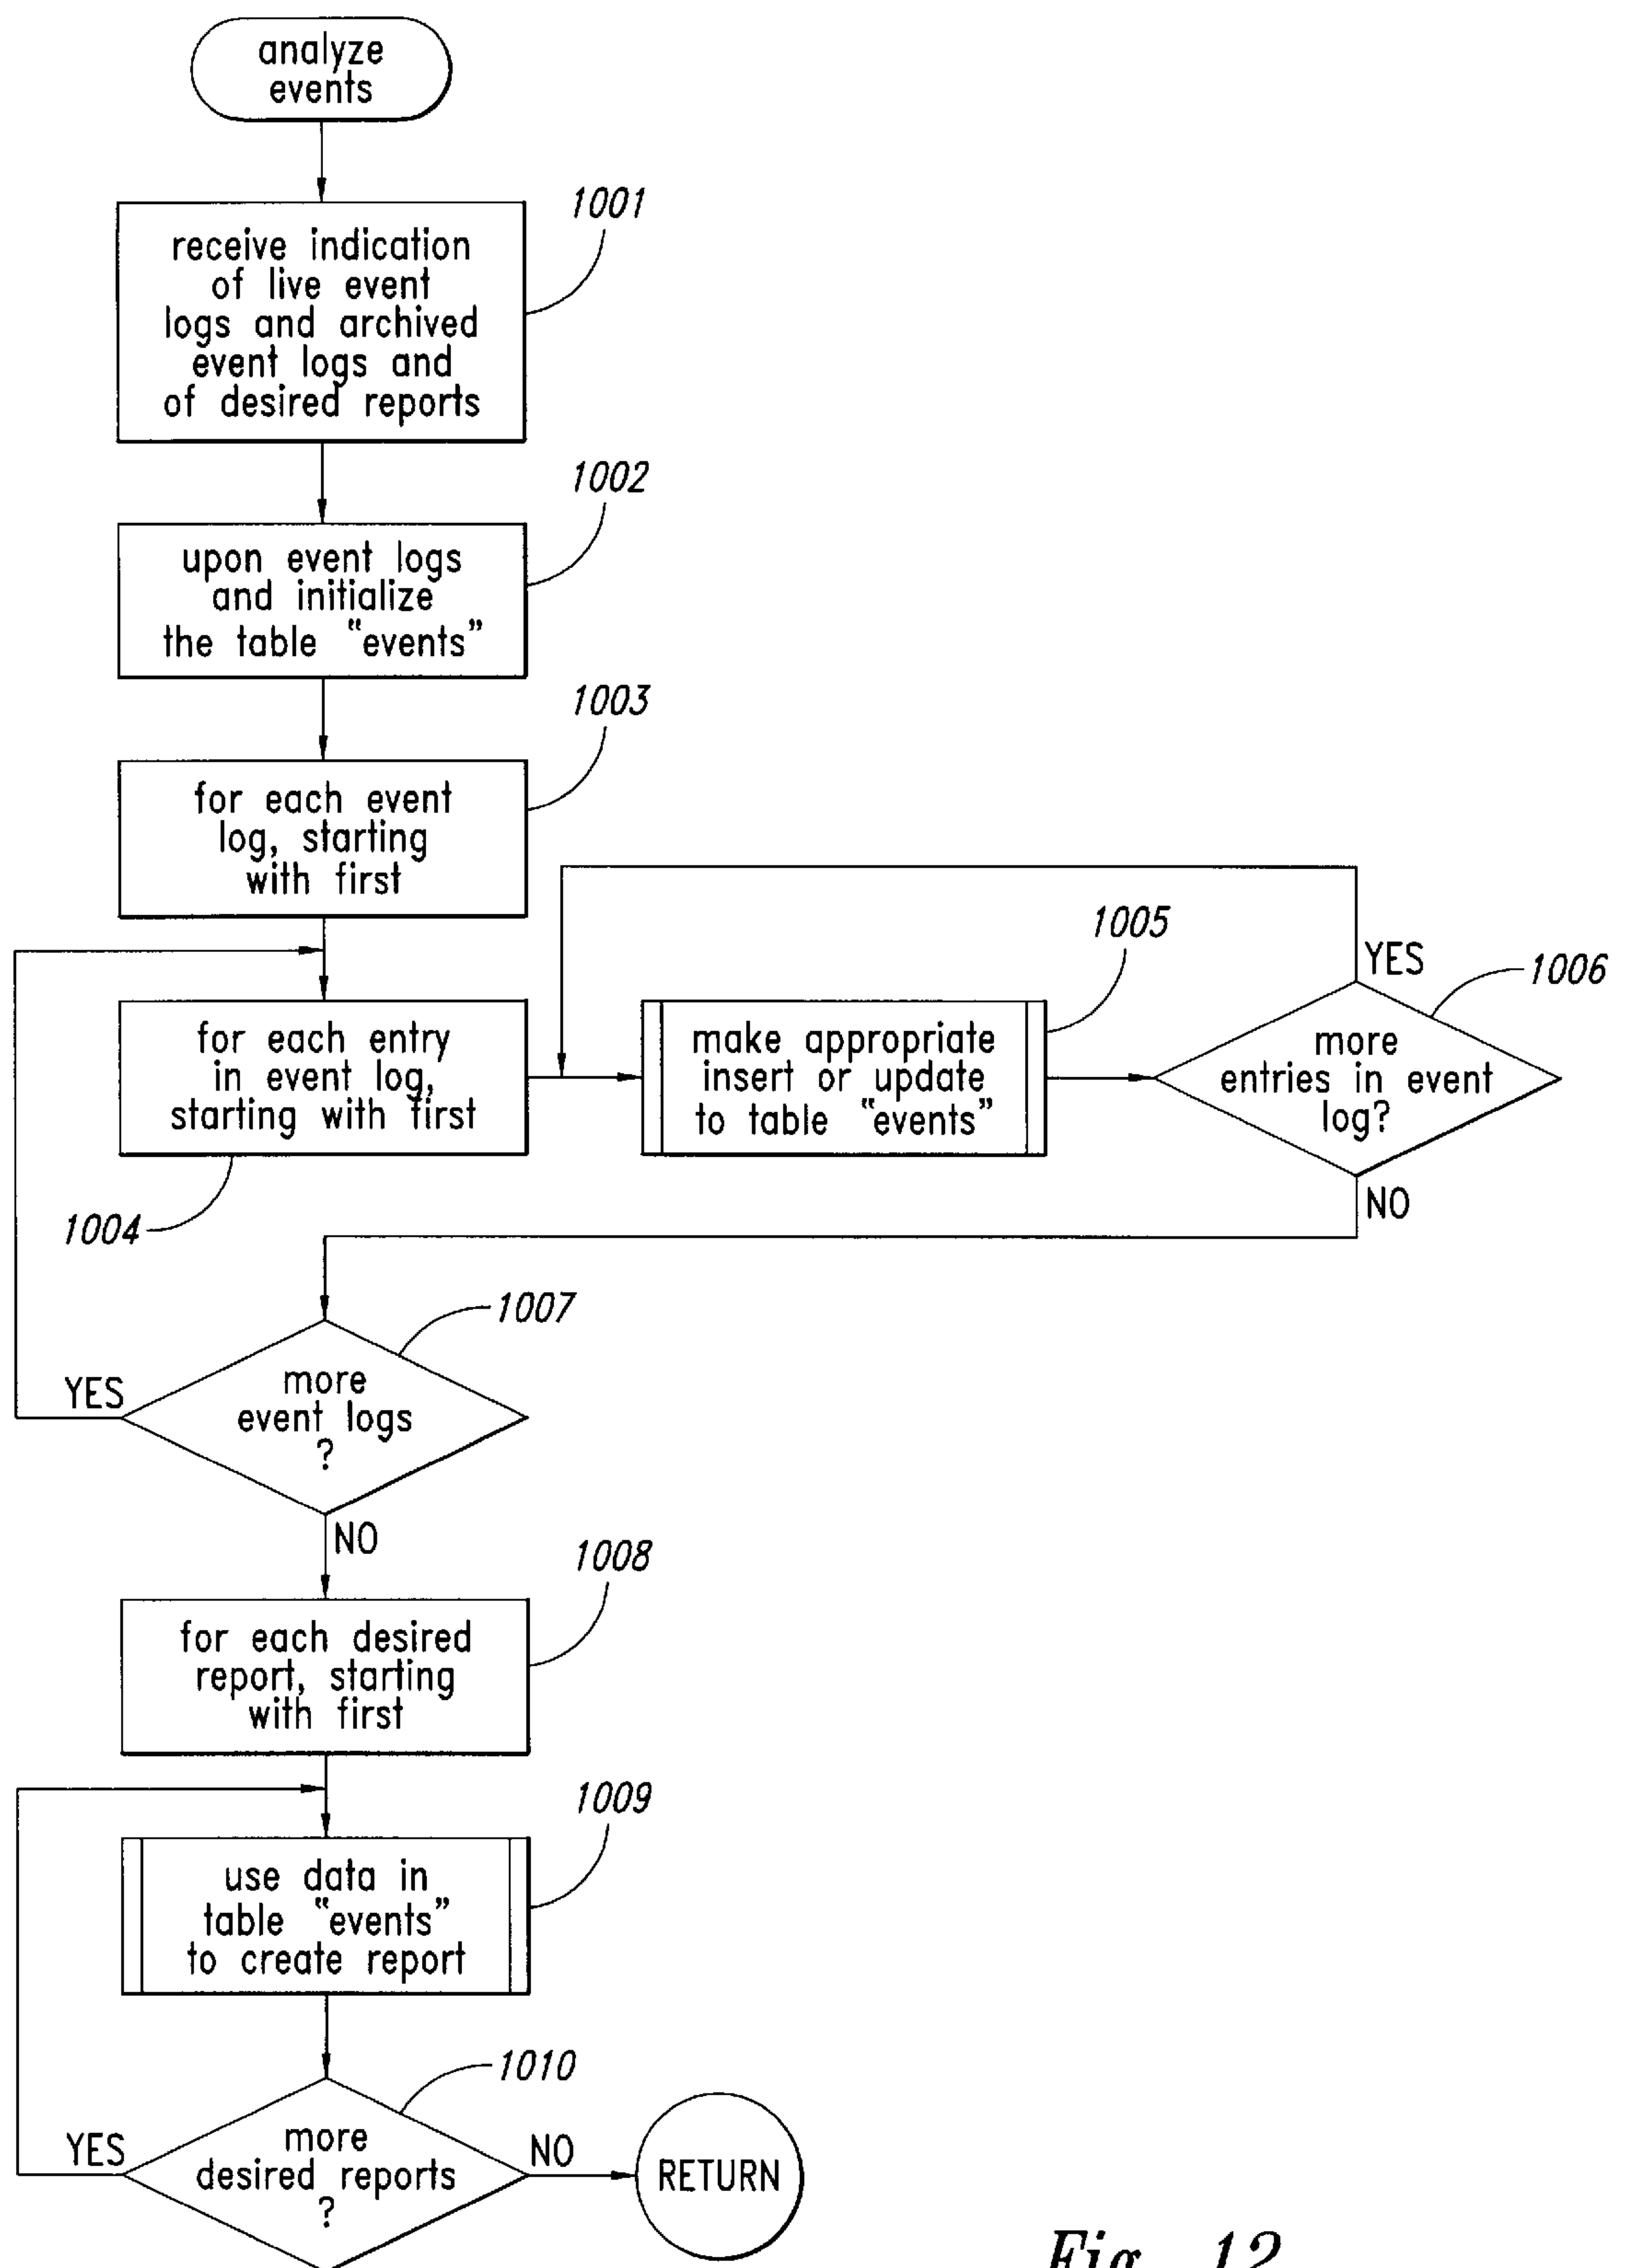 analyze
events
1001
receive indication
of live event
logs and archived
event logs and
of desired reports
1002
upon event logs
and initialize
the table “events”
1003
for each event
log, starting
with first
1005
YES
1006
for each entry
in event log,
starting with first
make appropriate
insert or update
to table “events”
more
entries in event
log?
NO
1004
1007
YES
more
event logs
?
NO
1008
for each desired
report, starting
with first
1009
use data in
table “events”
to create report
1010
YES
more
desired reports
?
NO
RETURN
Fig. 12